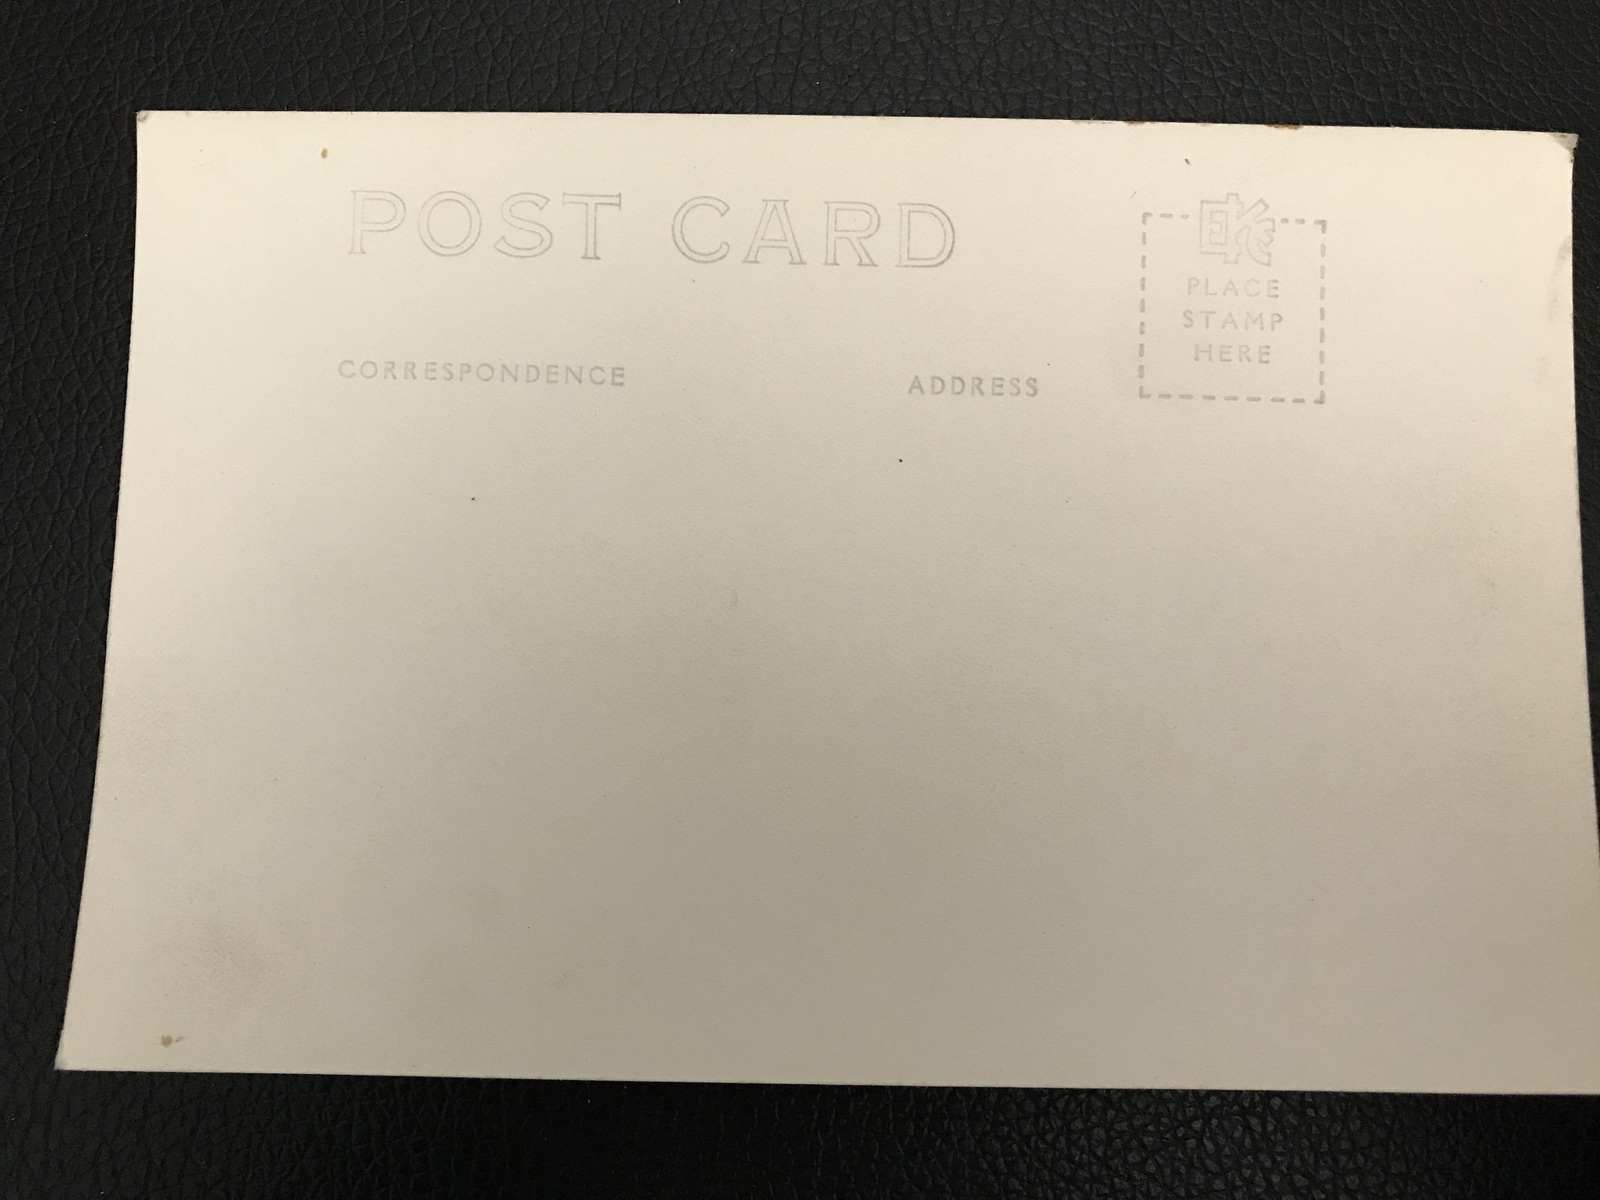 POST CARD
EKC
PLACE
STAMP
HERE
CORRESPONDENCE
ADDRESS